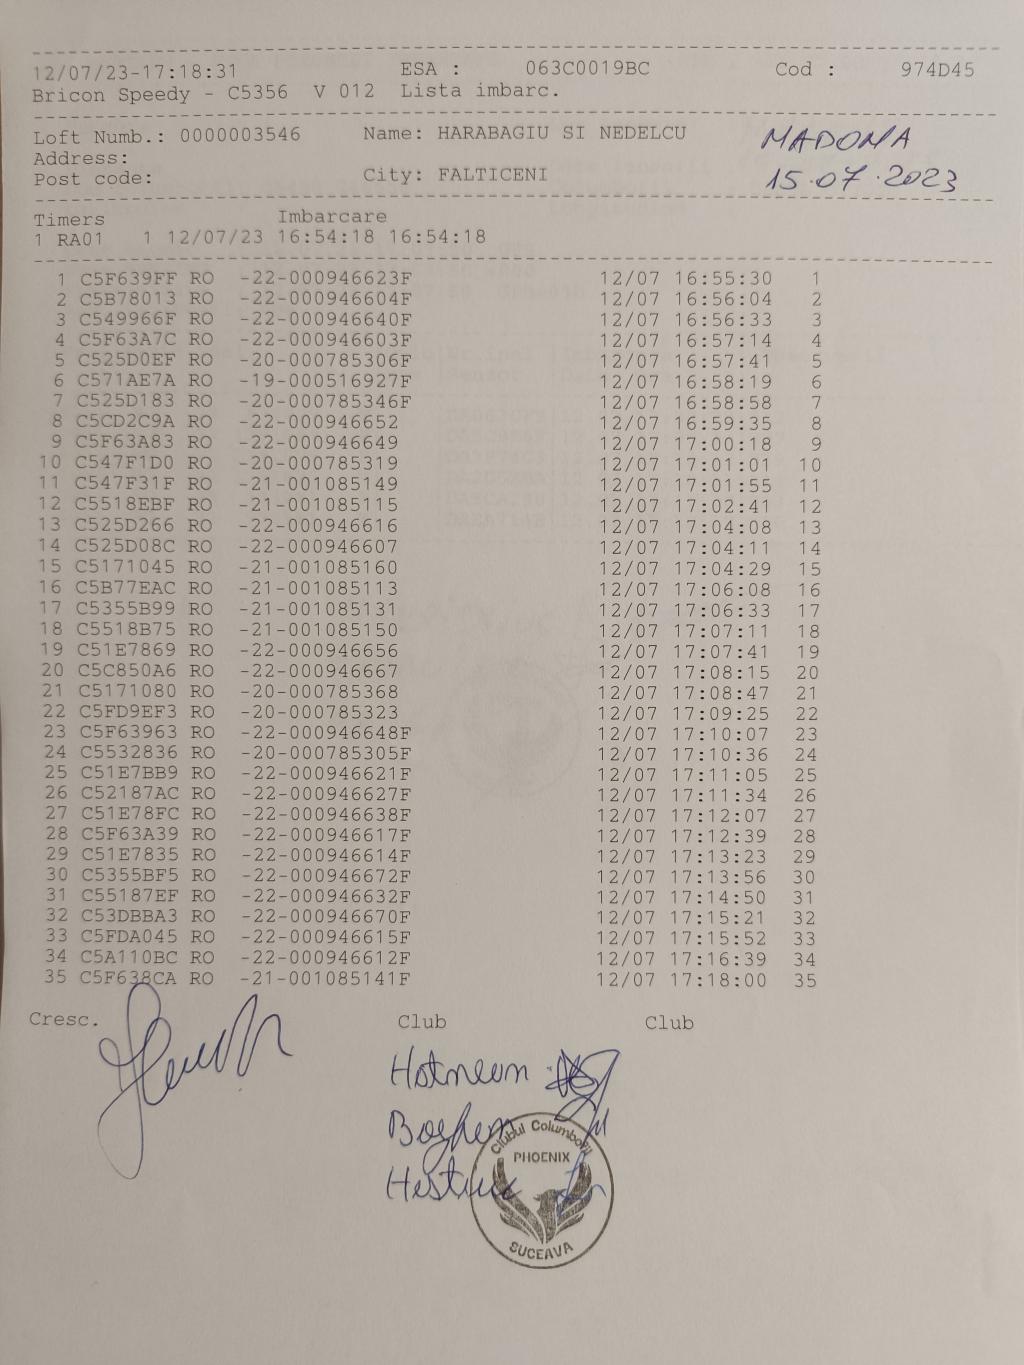 12/07/23-17:18:31 ESA : 063C0019BC Cod : 974D45
Bricon Speedy - C5356 V 012 Lista imbarc.
Loft Numb.: 0000003546 Name: HARABAGIU SI NEDELCU MADONA
Address:
Post code: City: FALTICENI 15.07.2023
Timers Imbarcare
1 RA01 1 12/07/23 16:54:18 16:54:18
1 C5F639FF RO -22-000946623F 12/07 16:55:30 1
2 C5B78013 RO -22-000946604F 12/07 16:56:04 2
3 C549966F RO -22-000946640F 12/07 16:56:33 3
4 C5F63A7C RO -22-000946603F 12/07 16:57:14 4
5 C525D0EF RO -20-000785306F 12/07 16:57:41 5
6 C571AE7A RO -19-000516927F 12/07 16:58:19 6
7 C525D183 RO -20-000785346F 12/07 16:58:58 7
8 C5CD2C9A RO -22-000946652 12/07 16:59:35 8
9 C5F63A83 RO -22-000946649 12/07 17:00:18 9
10 C547F1D0 RO -20-000785319 12/07 17:01:01 10
11 C547F31F RO -21-001085149 12/07 17:01:55 11
12 C5518EBF RO -21-001085115 12/07 17:02:41 12
13 C525D266 RO -22-000946616 12/07 17:04:08 13
14 C525D08C RO -22-000946607 12/07 17:04:11 14
15 C5171045 RO -21-001085160 12/07 17:04:29 15
16 C5B77EAC RO -21-001085113 12/07 17:06:08 16
17 C5355B99 RO -21-001085131 12/07 17:06:33 17
18 C5518B75 RO -21-001085150 12/07 17:07:11 18
19 C51E7869 RO -22-000946656 12/07 17:07:41 19
20 C5C850A6 RO -22-000946667 12/07 17:08:15 20
21 C5171080 RO -20-000785368 12/07 17:08:47 21
22 C5FD9EF3 RO -20-000785323 12/07 17:09:25 22
23 C5F63963 RO -22-000946648F 12/07 17:10:07 23
24 C5532836 RO -20-000785305F 12/07 17:10:36 24
25 C51E7BB9 RO -22-000946621F 12/07 17:11:05 25
26 C52187AC RO -22-000946627F 12/07 17:11:34 26
27 C51E78FC RO -22-000946638F 12/07 17:12:07 27
28 C5F63A39 RO -22-000946617F 12/07 17:12:39 28
29 C51E7835 RO -22-000946614F 12/07 17:13:23 29
30 C5355BF5 RO -22-000946672F 12/07 17:13:56 30
31 C55187EF RO -22-000946632F 12/07 17:14:50 31
32 C53DBBA3 RO -22-000946670F 12/07 17:15:21 32
33 C5FDA045 RO -22-000946615F 12/07 17:15:52 33
34 C5A110BC RO -22-000946612F 12/07 17:16:39 34
35 C5F638CA RO -21-001085141F 12/07 17:18:00 35
Cresc. Club Club
Clubul Columbofil
PHOENIX
SUCEAVA